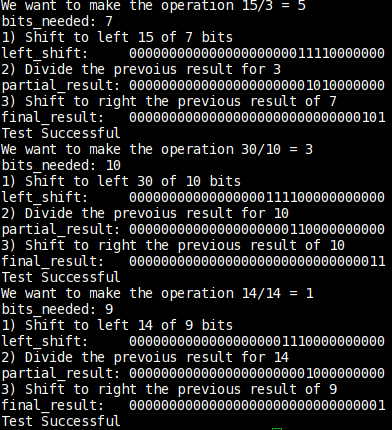 We want to make the operation 15/3 = 5
bits_needed: 7
1) Shift to left 15 of 7 bits
left_shift:     00000000000000000000011110000000
2) Divide the prevoius result for 3
partial_result: 00000000000000000000001010000000
3) Shift to right the previous result of 7
final_result:   00000000000000000000000000000101
Test Successful
We want to make the operation 30/10 = 3
bits_needed: 10
1) Shift to left 30 of 10 bits
left_shift:     00000000000000000111100000000000
2) Divide the prevoius result for 10
partial_result: 00000000000000000000110000000000
3) Shift to right the previous result of 10
final_result:   00000000000000000000000000000011
Test Successful
We want to make the operation 14/14 = 1
bits_needed: 9
1) Shift to left 14 of 9 bits
left_shift:     00000000000000000001110000000000
2) Divide the prevoius result for 14
partial_result: 00000000000000000000001000000000
3) Shift to right the previous result of 9
final_result:   00000000000000000000000000000001
Test Successful